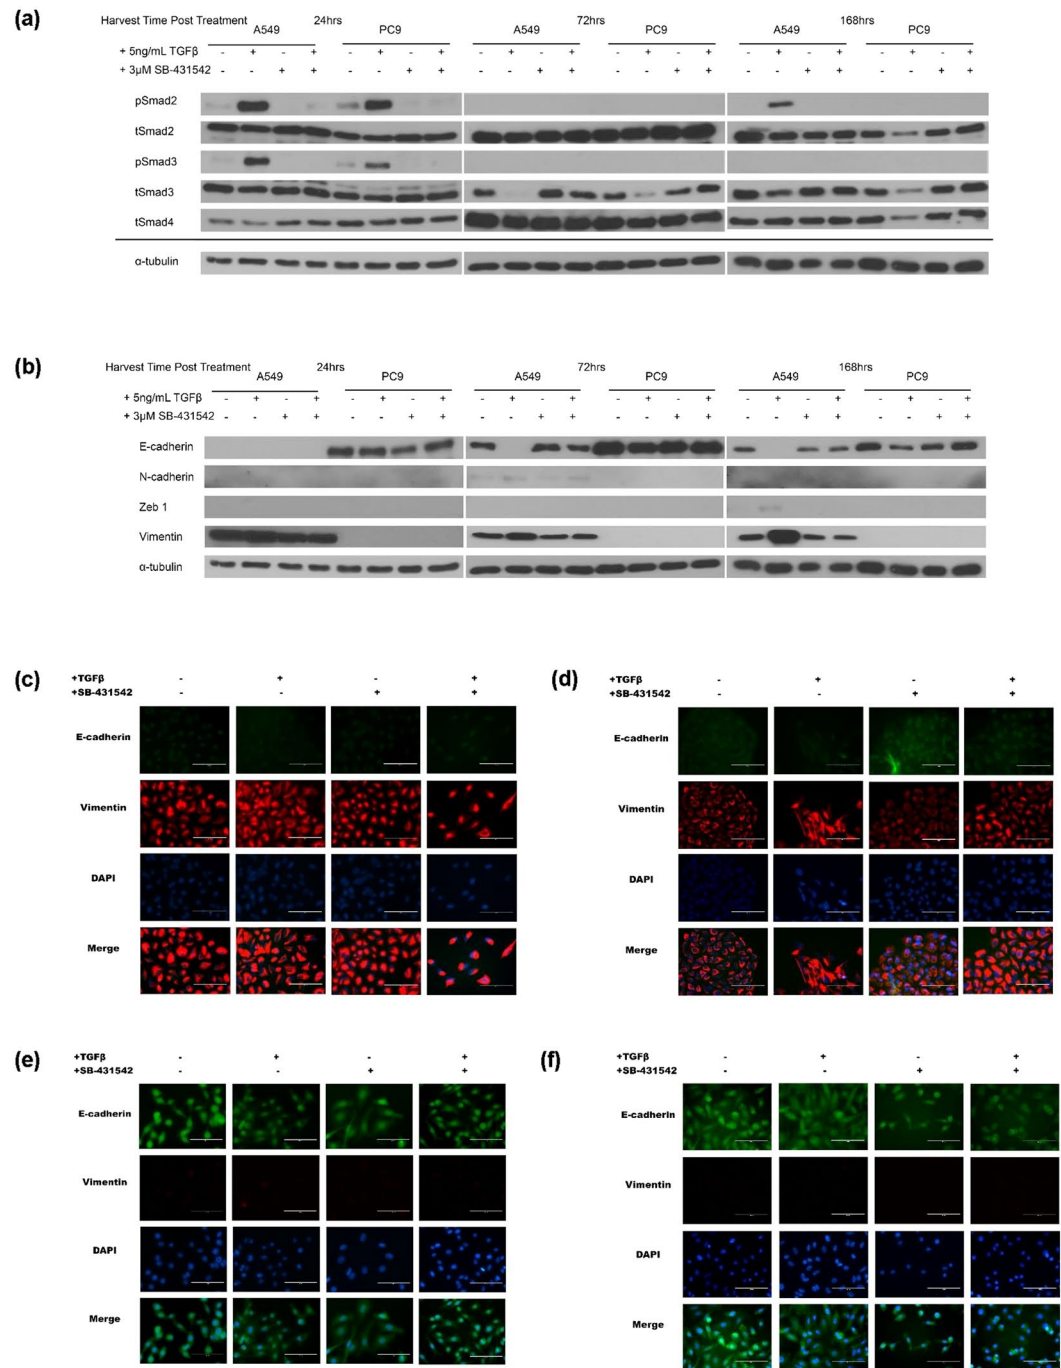 (a)
Harvest Time Post Treatment 24hrs 72hrs 168hrs
A549 PC9 A549 PC9 A549 PC9
+ 5ng/mL TGFβ - + - + - + - + - + - + - + - + - + - + - + - +
+ 3µM SB-431542 - - + + - - + + - - + + - - + + - - + + - - + +
pSmad2
tSmad2
pSmad3
tSmad3
tSmad4
α-tubulin
(b)
Harvest Time Post Treatment 24hrs 72hrs 168hrs
A549 PC9 A549 PC9 A549 PC9
+ 5ng/mL TGFβ - + - + - + - + - + - + - + - + - + - + - + - +
+ 3µM SB-431542 - - + + - - + + - - + + - - + + - - + + - - + +
E-cadherin
N-cadherin
Zeb 1
Vimentin
α-tubulin
(c)
+TGFβ - + - +
+SB-431542 - - + +
E-cadherin
Vimentin
DAPI
Merge
(d)
+TGFβ - + - +
+SB-431542 - - + +
E-cadherin
Vimentin
DAPI
Merge
(e)
+TGFβ - + - +
+SB-431542 - - + +
E-cadherin
Vimentin
DAPI
Merge
(f)
+TGFβ - + - +
+SB-431542 - - + +
E-cadherin
Vimentin
DAPI
Merge